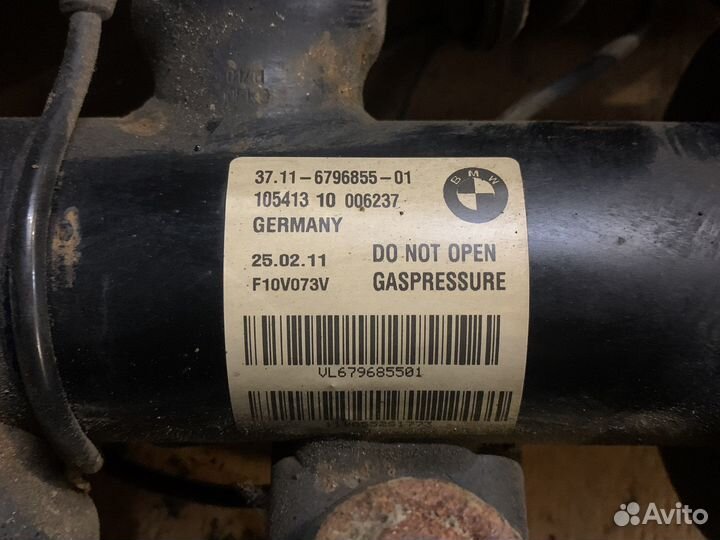 37.11-6796855-01
105413 10 006237
GERMANY
BMW
25.02.11
F10V073V
DO NOT OPEN
GASPRESSURE
VL679685501
Avito